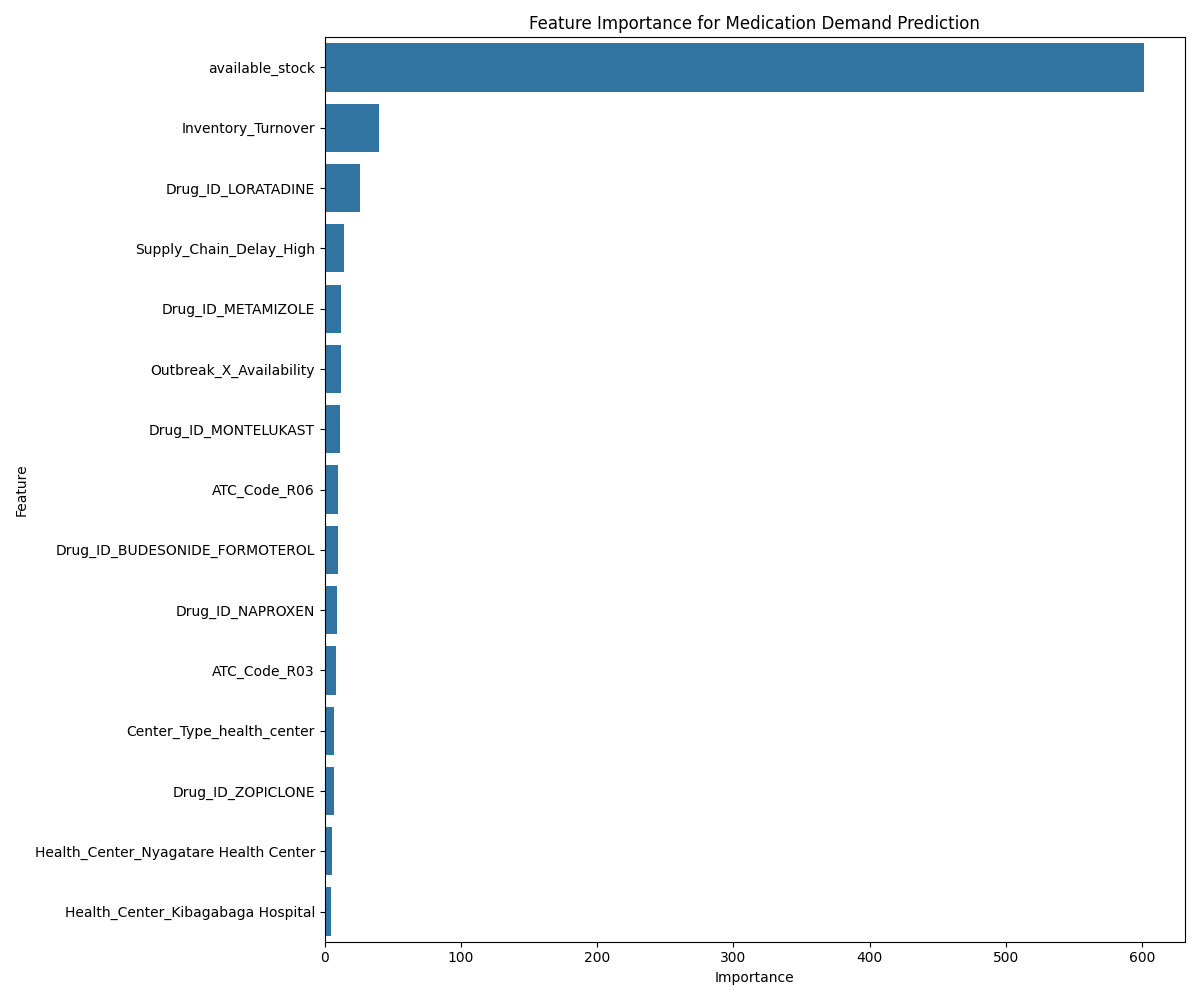 Feature Importance for Medication Demand Prediction
available_stock
Inventory_Turnover
Drug_ID_LORATADINE
Supply_Chain_Delay_High
Drug_ID_METAMIZOLE
Outbreak_X_Availability
Drug_ID_MONTELUKAST
ATC_Code_R06
Drug_ID_BUDESONIDE_FORMOTEROL
Drug_ID_NAPROXEN
ATC_Code_R03
Center_Type_health_center
Drug_ID_ZOPICLONE
Health_Center_Nyagatare Health Center
Health_Center_Kibagabaga Hospital
Feature
0 100 200 300 400 500 600
Importance